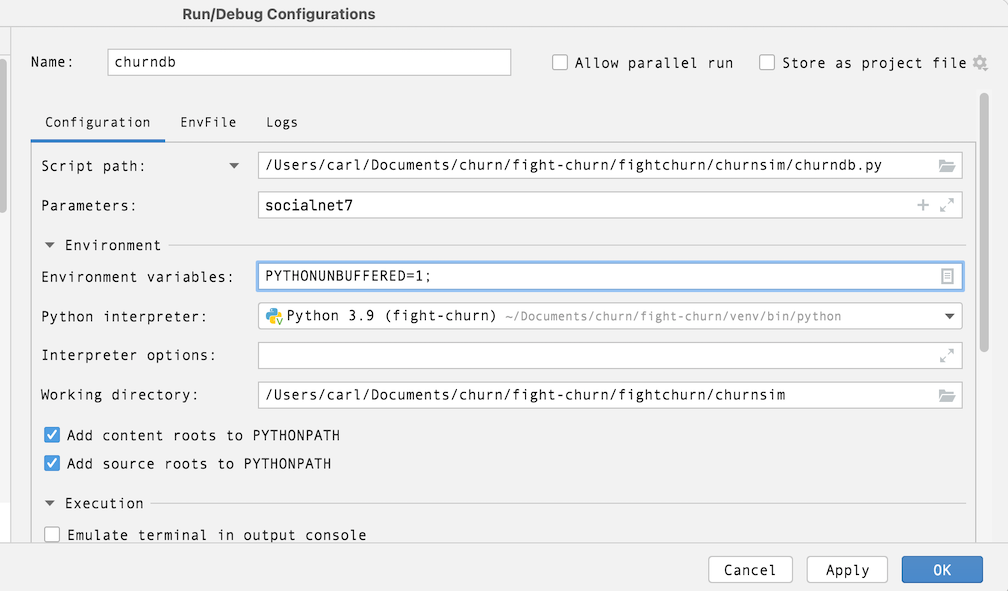 Run/Debug Configurations
Name: churndb Allow parallel run Store as project file
Configuration EnvFile Logs
Script path: /Users/carl/Documents/churn/fight-churn/fightchurn/churnsim/churndb.py
Parameters: socialnet7
Environment
Environment variables: PYTHONUNBUFFERED=1;
Python interpreter: Python 3.9 (fight-churn) ~/Documents/churn/fight-churn/venv/bin/python
Interpreter options:
Working directory: /Users/carl/Documents/churn/fight-churn/fightchurn/churnsim
Add content roots to PYTHONPATH
Add source roots to PYTHONPATH
Execution
Emulate terminal in output console
Cancel Apply OK